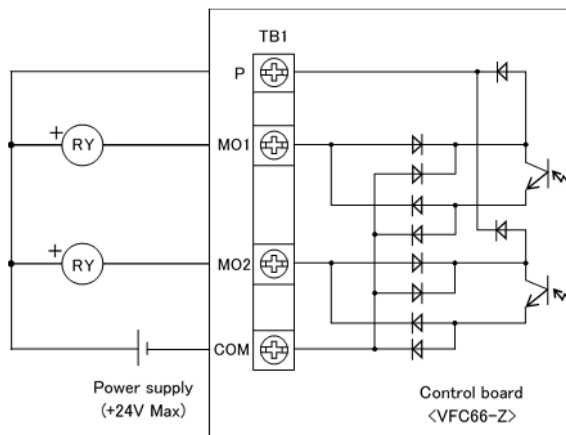 TB1
P
+
RY
MO1
+
RY
MO2
COM
Power supply
(+24V Max)
Control board
<VFC66-Z>